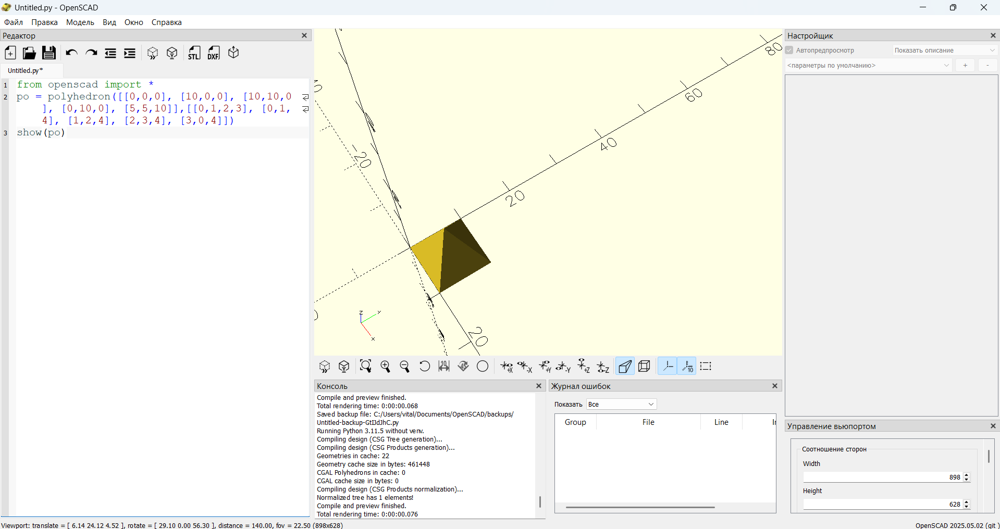 Untitled.py - OpenSCAD
Файл Правка Модель Вид Окно Справка
Редактор
STL DXF
Untitled.py*
1 from openscad import *
2 po = polyhedron([[0,0,0], [10,0,0], [10,10,0
], [0,10,0], [5,5,10]],[[0,1,2,3], [0,1,
4], [1,2,4], [2,3,4], [3,0,4]])
3 show(po)
80
60
40
20
-20
20
Z
Y
X
10 45 +X -X +Y -Y +Z -Z 10
Консоль
Compile and preview finished.
Total rendering time: 0:00:00.068
Saved backup file: C:/Users/vital/Documents/OpenSCAD/backups/
Untitled-backup-GtIJdJhC.py
Running Python 3.11.5 without venv.
Compiling design (CSG Tree generation)...
Compiling design (CSG Products generation)...
Geometries in cache: 22
Geometry cache size in bytes: 461448
CGAL Polyhedrons in cache: 0
CGAL cache size in bytes: 0
Compiling design (CSG Products normalization)...
Normalized tree has 1 elements!
Compile and preview finished.
Total rendering time: 0:00:00.076
Журнал ошибок
Показать Все
Group File Line
Настройщик
Автопредпросмотр Показать описание
<параметры по умолчанию> + -
Управление вьюпортом
Соотношение сторон
Width
898
Height
628
Viewport: translate = [ 6.14 24.12 4.52 ], rotate = [ 29.10 0.00 56.30 ], distance = 140.00, fov = 22.50 (898x628)
OpenSCAD 2025.05.02 (git )